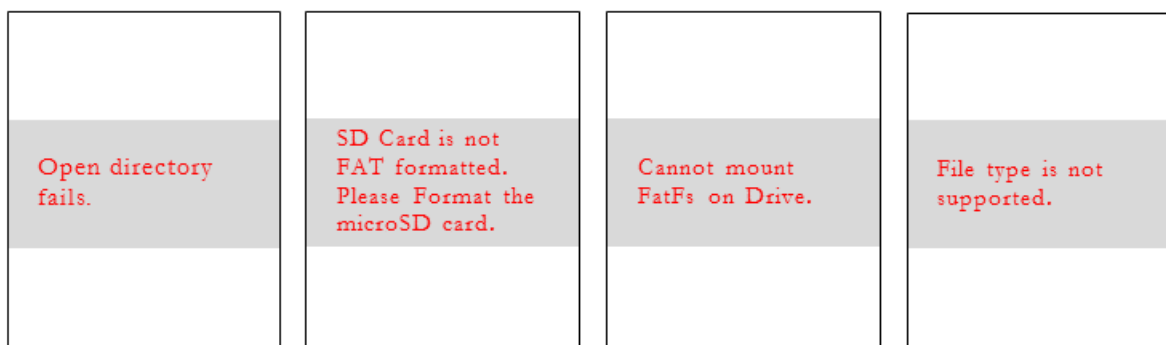 Open directory
fails.
SD Card is not
FAT formatted.
Please Format the
microSD card.
Cannot mount
FatFs on Drive.
File type is not
supported.